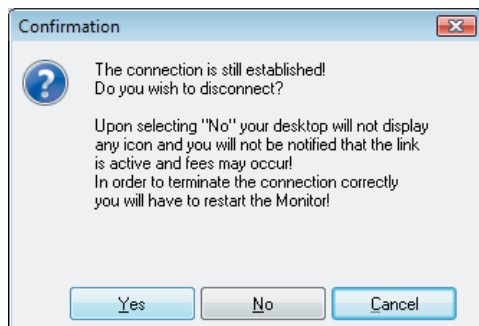 Confirmation
The connection is still established!
Do you wish to disconnect?
Upon selecting "No" your desktop will not display
any icon and you will not be notified that the link
is active and fees may occur!
In order to terminate the connection correctly
you will have to restart the Monitor!
Yes
No
Cancel